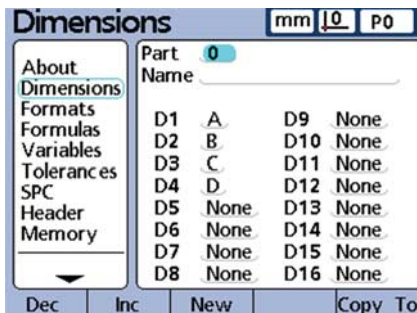 Dimensions mm 0 P0
About
Dimensions
Formats
Formulas
Variables
Tolerances
SPC
Header
Memory
Part 0
Name
D1 A D9 None
D2 B D10 None
D3 C D11 None
D4 D D12 None
D5 None D13 None
D6 None D14 None
D7 None D15 None
D8 None D16 None
Dec Inc New Copy To